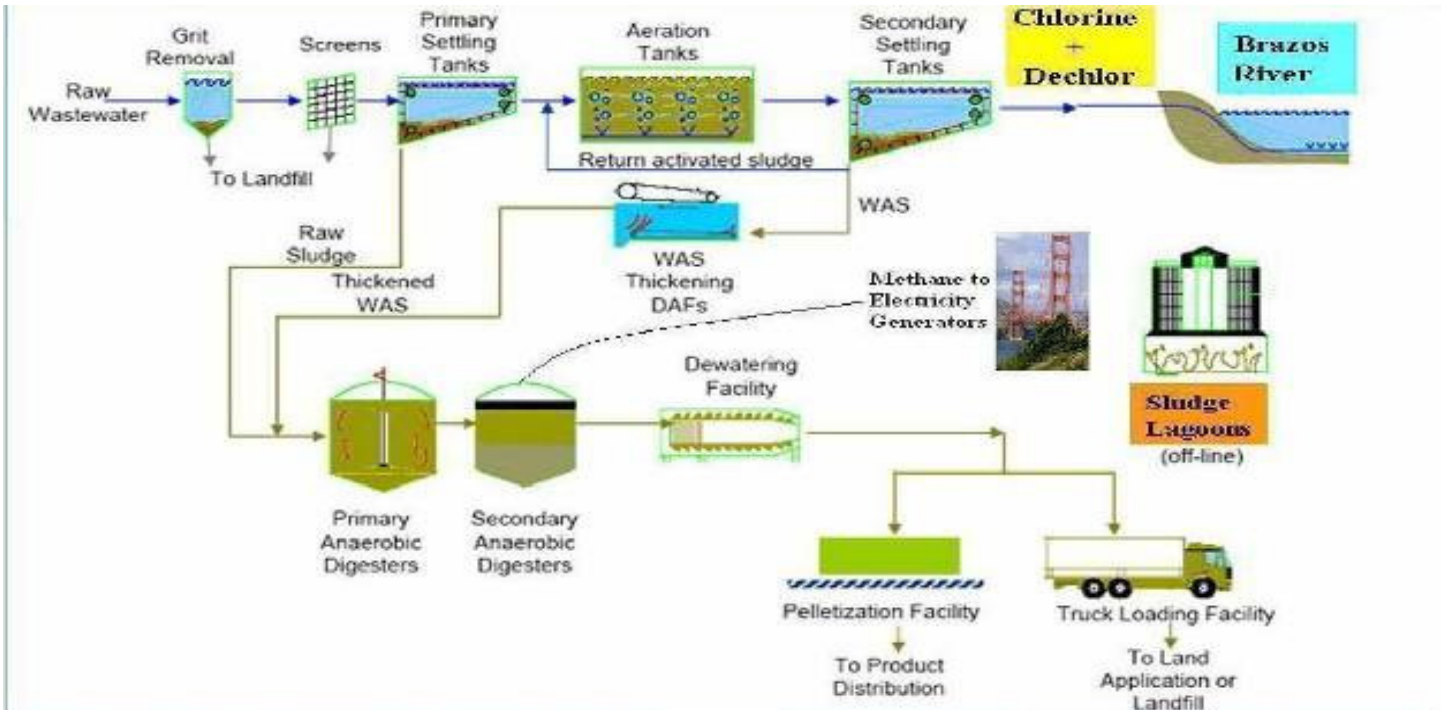 Grit
Removal
Screens
Primary
Settling
Tanks
Aeration
Tanks
Secondary
Settling
Tanks
Chlorine
+
Dechlor
Brazos
River
Raw
Wastewater
To Landfill
Return activated sludge
WAS
Raw
Sludge
Thickened
WAS
WAS
Thickening
DAFs
Methane to
Electricity
Generators
Sludge
Lagoons
(off-line)
Dewatering
Facility
Primary
Anaerobic
Digesters
Secondary
Anaerobic
Digesters
Pelletization Facility
Truck Loading Facility
To Product
Distribution
To Land
Application or
Landfill